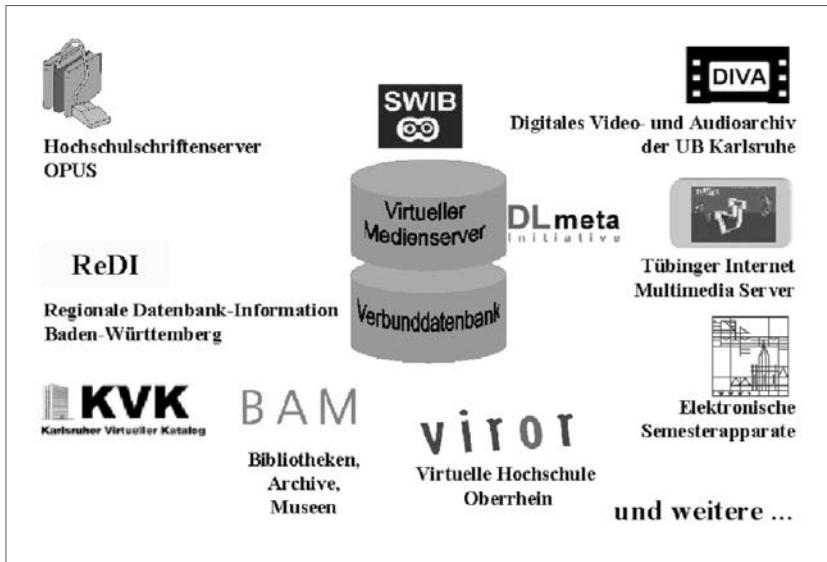 Hochschulschriftenserver
OPUS
SWIB
DIVA
Digitales Video- und Audioarchiv
der UB Karlsruhe
Virtueller
Medienserver
DLmeta
Initiative
Tübinger Internet
Multimedia Server
ReDI
Regionale Datenbank-Information
Baden-Württemberg
Verbunddatenbank
KVK
Karlsruher Virtueller Katalog
BAM
Bibliotheken,
Archive,
Museen
viror
Virtuelle Hochschule
Oberrhein
Elektronische
Semesterapparate
und weitere ...